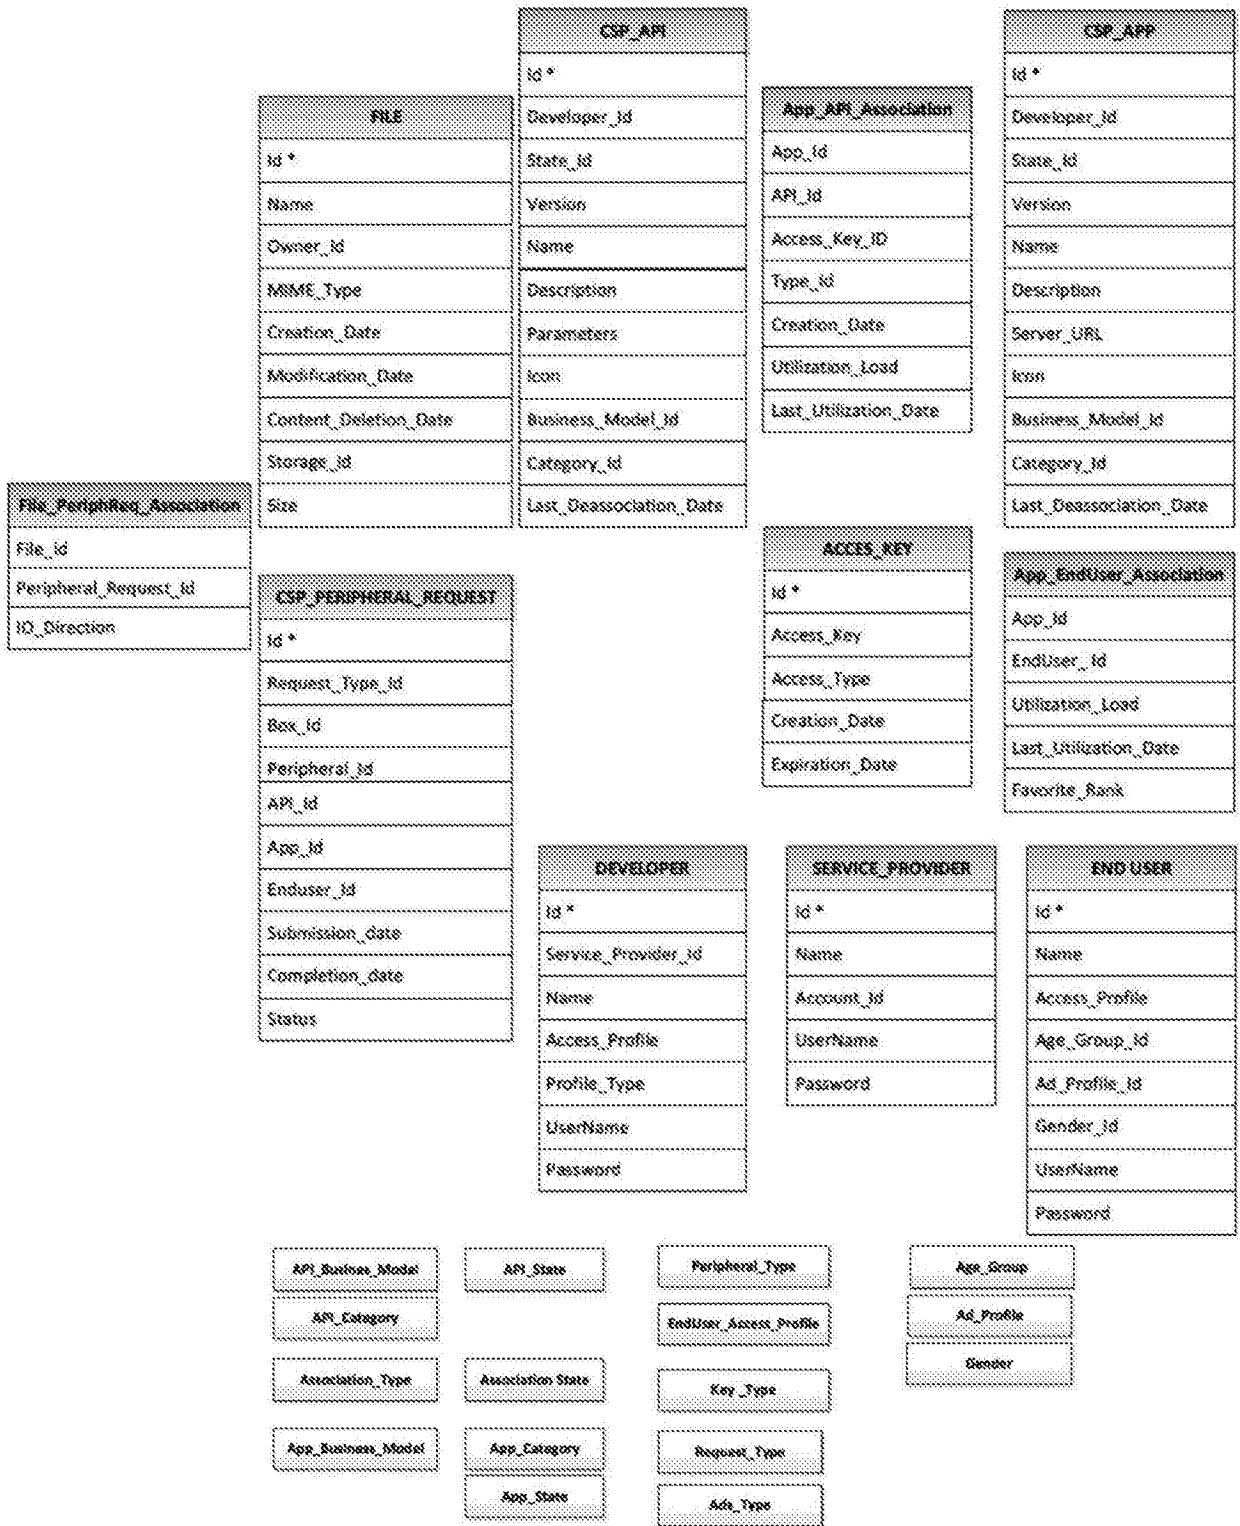 CSP_API
Id *
Developer_Id
State_Id
Version
Name
Description
Parameters
Icon
Business_Model_Id
Category_Id
Last_Deassociation_Date
CSP_APP
Id *
Developer_Id
State_Id
Version
Name
Description
Server_URL
Icon
Business_Model_Id
Category_Id
Last_Deassociation_Date
FILE
Id *
Name
Owner_Id
MIME_Type
Creation_Date
Modification_Date
Content_Deletion_Date
Storage_Id
Size
App_API_Association
App_Id
API_Id
Access_Key_ID
Type_Id
Creation_Date
Utilization_Load
Last_Utilization_Date
File_PeriphReq_Association
File_Id
Peripheral_Request_Id
IO_Direction
CSP_PERIPHERAL_REQUEST
Id *
Request_Type_Id
Box_Id
Peripheral_Id
API_Id
App_Id
Enduser_Id
Submission_date
Completion_date
Status
ACCES_KEY
Id *
Access_Key
Access_Type
Creation_Date
Expiration_Date
App_EndUser_Association
App_Id
EndUser_ Id
Utilization_Load
Last_Utilization_Date
Favorite_Rank
DEVELOPER
Id *
Service_Provider_Id
Name
Access_Profile
Profile_Type
UserName
Password
SERVICE_PROVIDER
Id *
Name
Account_Id
UserName
Password
END USER
Id *
Name
Access_Profile
Age_Group_Id
Ad_Profile_Id
Gender_Id
UserName
Password
API_Busines_Model
API_State
Peripheral_Type
Age_Group
API_Category
EndUser_Access_Profile
Ad_Profile
Gender
Association_Type
Association State
Key _Type
App_Business_Model
App_Category
Request_Type
App_State
Ads_Type